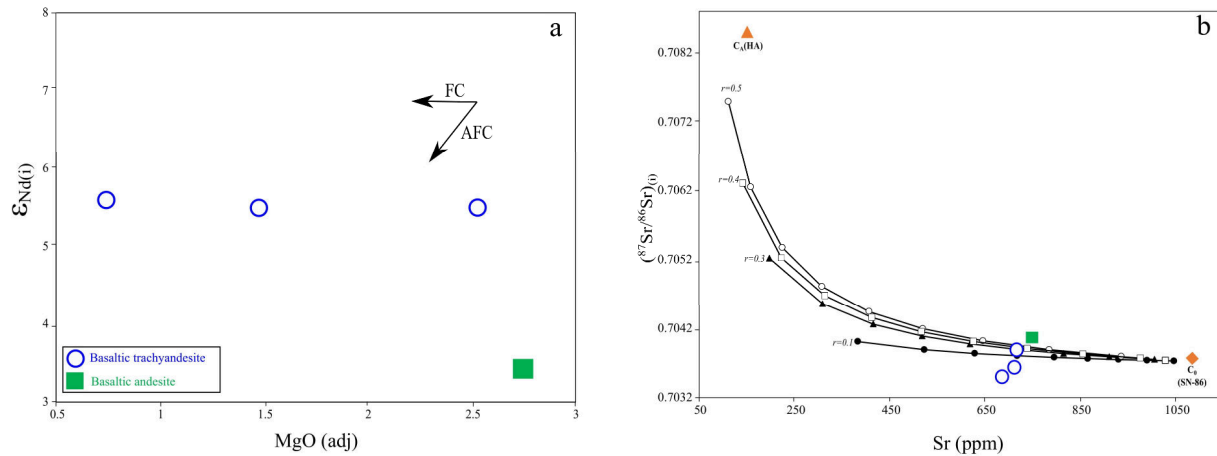 a
8
7
6
5
4
3
εNd(i)
FC
AFC
Basaltic trachyandesite
Basaltic andesite
0.5
1
1.5
2
2.5
3
MgO (adj)
b
0.7082
0.7072
0.7062
0.7052
0.7042
0.7032
(⁸⁷Sr/⁸⁶Sr)(i)
CA(HA)
r=0.5
r=0.4
r=0.3
r=0.1
C0
(SN-86)
50
250
450
650
850
1050
Sr (ppm)